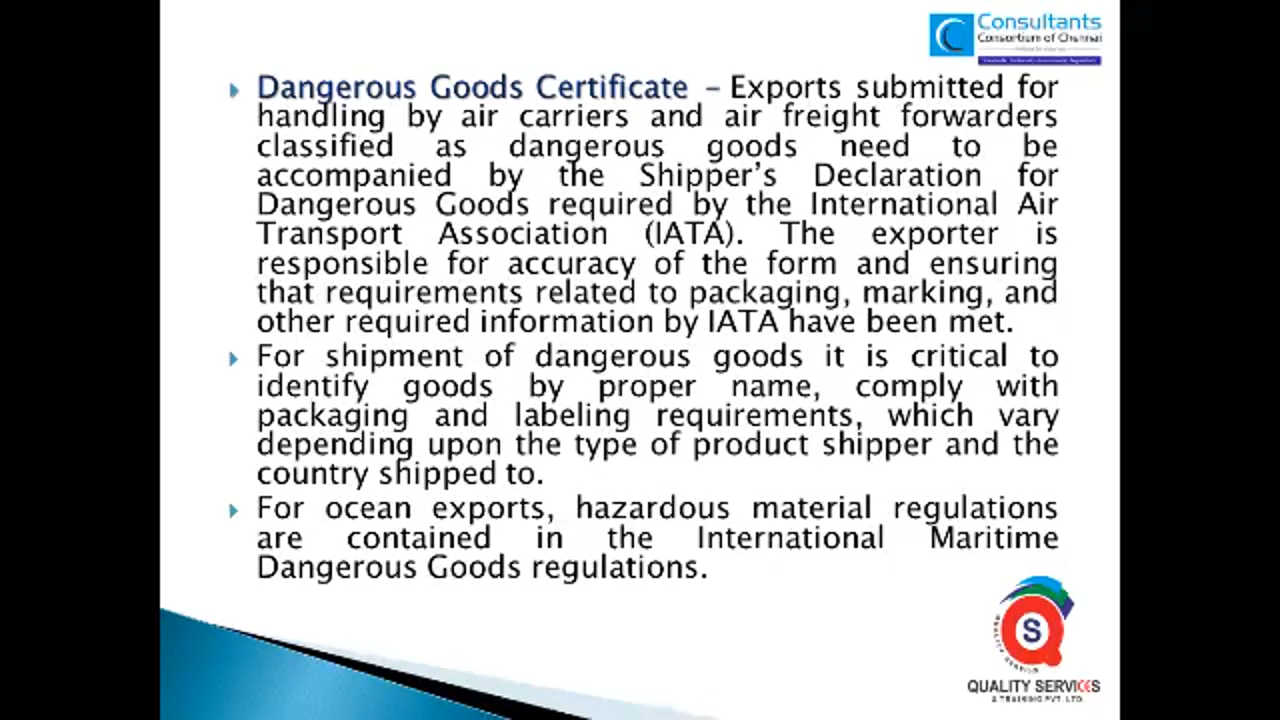 Consultants
Consortium of Chennai
Dangerous Goods Certificate – Exports submitted for
handling by air carriers and air freight forwarders
classified as dangerous goods need to be
accompanied by the Shipper's Declaration for
Dangerous Goods required by the International Air
Transport Association (IATA). The exporter is
responsible for accuracy of the form and ensuring
that requirements related to packaging, marking, and
other required information by IATA have been met.
For shipment of dangerous goods it is critical to
identify goods by proper name, comply with
packaging and labeling requirements, which vary
depending upon the type of product shipper and the
country shipped to.
For ocean exports, hazardous material regulations
are contained in the International Maritime
Dangerous Goods regulations.
QS
QUALITY SERVICES
& TRAINING PVT. LTD.